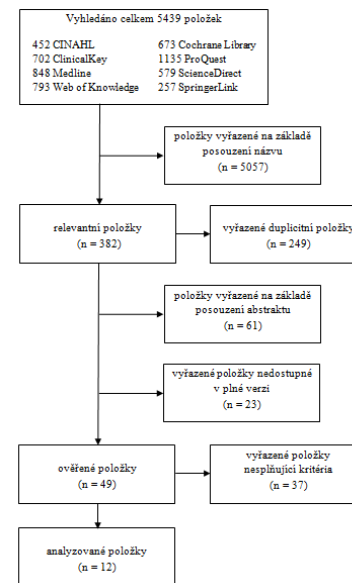 Vyhledáno celkem 5439 položek
452 CINAHL 673 Cochrane Library
702 ClinicalKey 1135 ProQuest
848 Medline 579 ScienceDirect
793 Web of Knowledge 257 SpringerLink
položky vyřazené na základě
posouzení názvu
(n = 5057)
relevantní položky
(n = 382)
vyřazené duplicitní položky
(n = 249)
položky vyřazené na základě
posouzení abstraktu
(n = 61)
vyřazené položky nedostupné
v plné verzi
(n = 23)
ověřené položky
(n = 49)
vyřazené položky
nesplňující kritéria
(n = 37)
analyzované položky
(n = 12)